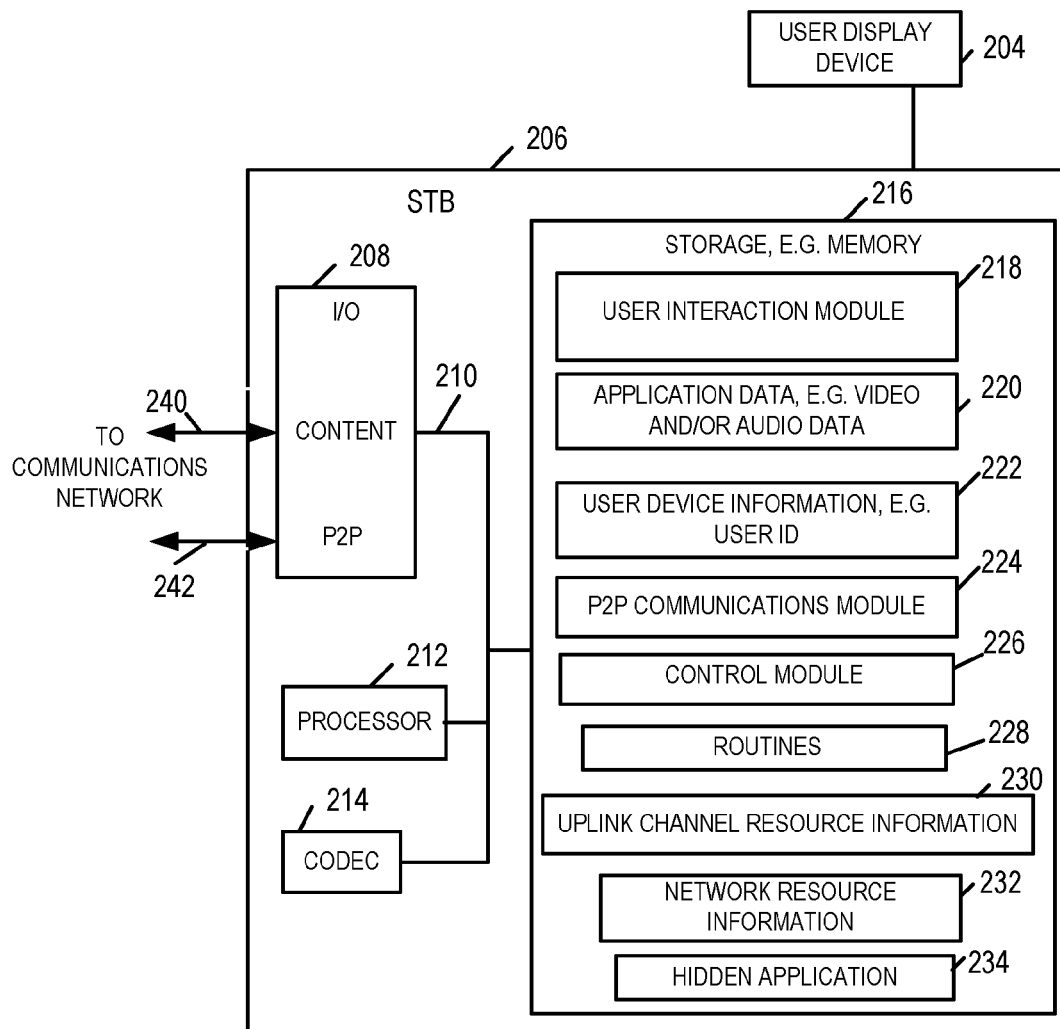 USER DISPLAY
DEVICE
204
206
STB
216
STORAGE, E.G. MEMORY
208
I/O
218
USER INTERACTION MODULE
210
220
APPLICATION DATA, E.G. VIDEO
AND/OR AUDIO DATA
240
CONTENT
TO
COMMUNICATIONS
NETWORK
222
USER DEVICE INFORMATION, E.G.
USER ID
P2P
242
224
P2P COMMUNICATIONS MODULE
226
CONTROL MODULE
212
PROCESSOR
228
ROUTINES
230
UPLINK CHANNEL RESOURCE INFORMATION
214
CODEC
232
NETWORK RESOURCE
INFORMATION
234
HIDDEN APPLICATION